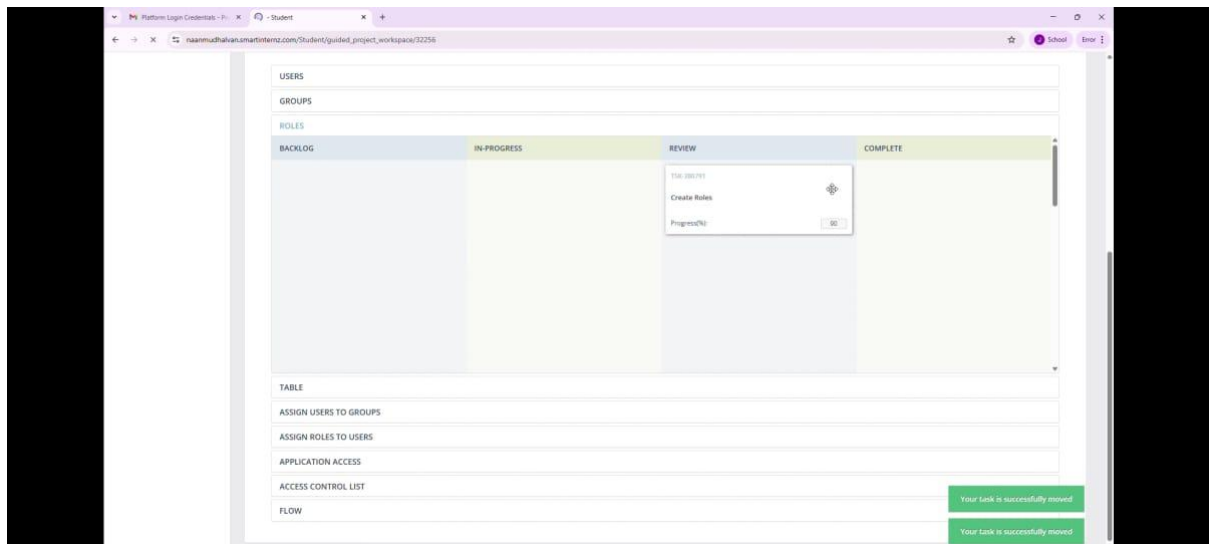 Platform Login Credentials - Pr
- Student
naanmudhalvan.smartinternz.com/Student/guided_project_workspace/32256
School
Error
USERS
GROUPS
ROLES
BACKLOG IN-PROGRESS REVIEW COMPLETE
Create Roles
Progress(%)
TABLE
ASSIGN USERS TO GROUPS
ASSIGN ROLES TO USERS
APPLICATION ACCESS
ACCESS CONTROL LIST
FLOW
Your task is successfully moved
Your task is successfully moved